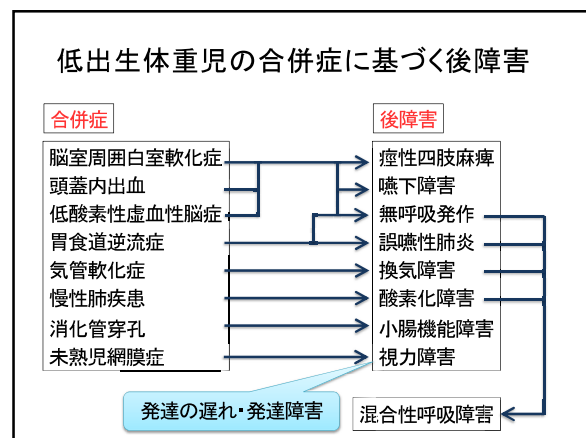 低出生体重児の合併症に基づく後障害
合併症
脳室周囲白室軟化症
頭蓋内出血
低酸素性虚血性脳症
胃食道逆流症
気管軟化症
慢性肺疾患
消化管穿孔
未熟児網膜症
後障害
痙性四肢麻痺
嚥下障害
無呼吸発作
誤嚥性肺炎
換気障害
酸素化障害
小腸機能障害
視力障害
発達の遅れ・発達障害
混合性呼吸障害